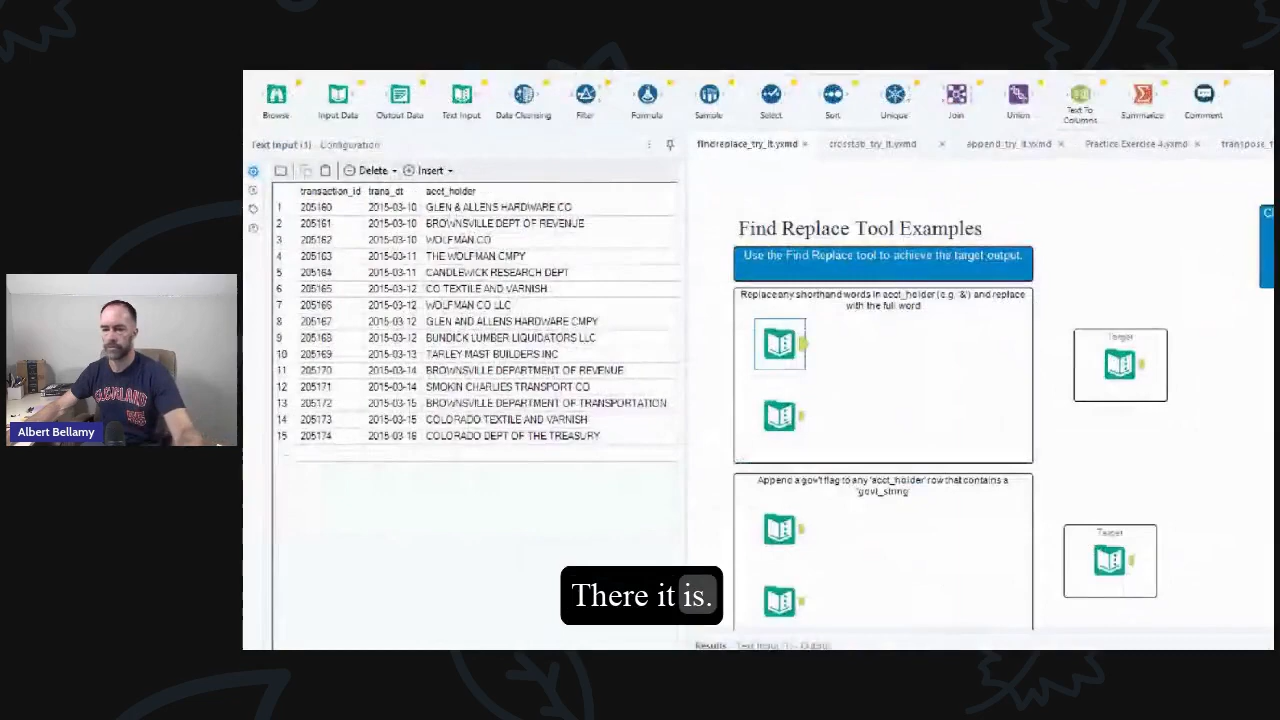 Browse Input Data Output Data Text Input Data Cleansing Filter Formula Sample Select Sort Unique Join Union Text To Columns Summarize Comment
Text Input (1) - Configuration
findreplace_try_it.yxmd crosstab_try_it.yxmd append_try_it.yxmd Practice Exercise 4.yxmd transpose_t
Delete Insert
transaction_id trans_dt acct_holder
1 205160 2015-03-10 GLEN & ALLENS HARDWARE CO
2 205161 2015-03-10 BROWNSVILLE DEPT OF REVENUE
3 205162 2015-03-10 WOLFMAN CO
4 205163 2015-03-11 THE WOLFMAN CMPY
5 205164 2015-03-11 CANDLEWICK RESEARCH DEPT
6 205165 2015-03-12 CO TEXTILE AND VARNISH
7 205166 2015-03-12 WOLFMAN CO LLC
8 205167 2015-03-12 GLEN AND ALLENS HARDWARE CMPY
9 205168 2015-03-12 BUNDICK LUMBER LIQUIDATORS LLC
10 205169 2015-03-13 TARLEY MAST BUILDERS INC
11 205170 2015-03-14 BROWNSVILLE DEPARTMENT OF REVENUE
12 205171 2015-03-14 SMOKIN CHARLIES TRANSPORT CO
13 205172 2015-03-15 BROWNSVILLE DEPARTMENT OF TRANSPORTATION
14 205173 2015-03-15 COLORADO TEXTILE AND VARNISH
15 205174 2015-03-16 COLORADO DEPT OF THE TREASURY
Find Replace Tool Examples
Use the Find Replace tool to achieve the target output.
Replace any shorthand words in acct_holder (e.g. '&') and replace
with the full word
Target
Append a gov't flag to any 'acct_holder' row that contains a
'govt_string'
Target
CLEVELAND
Albert Bellamy
There it is.
Results Text Input (1) - Output